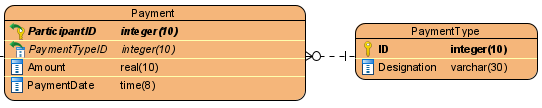 Payment
ParticipantID integer(10)
PaymentTypeID integer(10)
Amount real(10)
PaymentDate time(8)
PaymentType
ID integer(10)
Designation varchar(30)